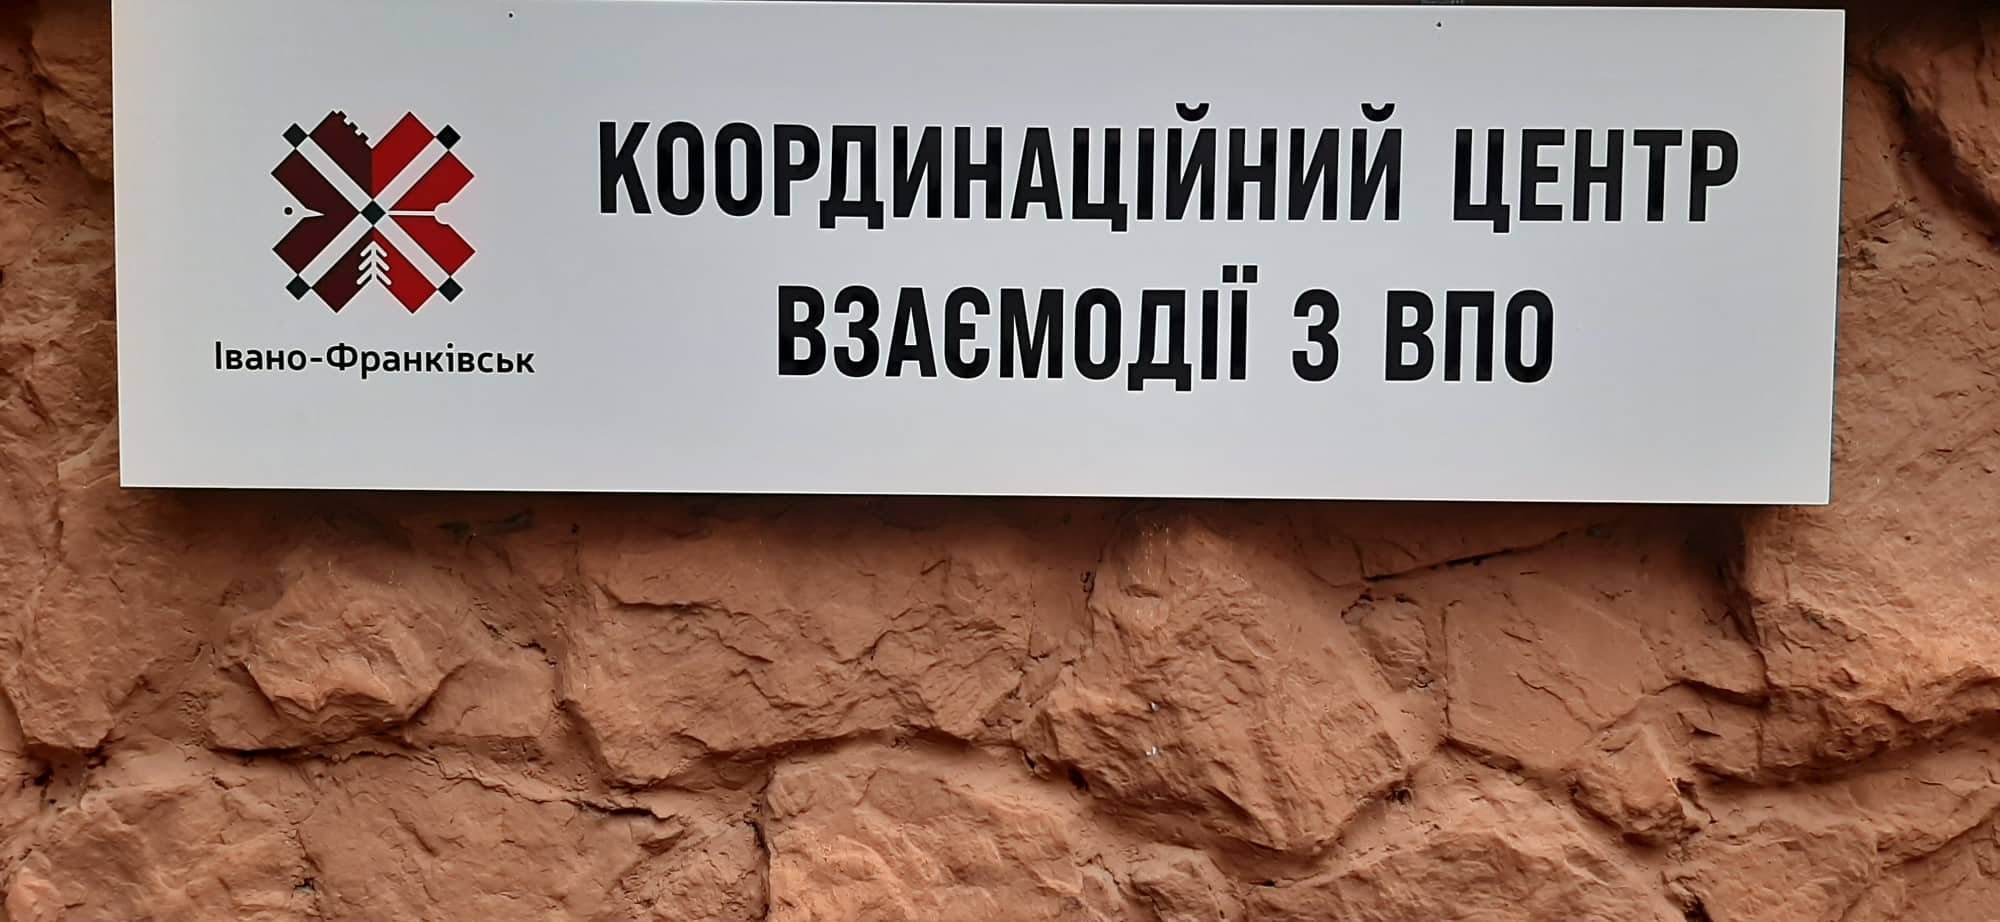 КООРДИНАЦІЙНИЙ ЦЕНТР
ВЗАЄМОДІЇ З ВПО
Івано-Франківськ